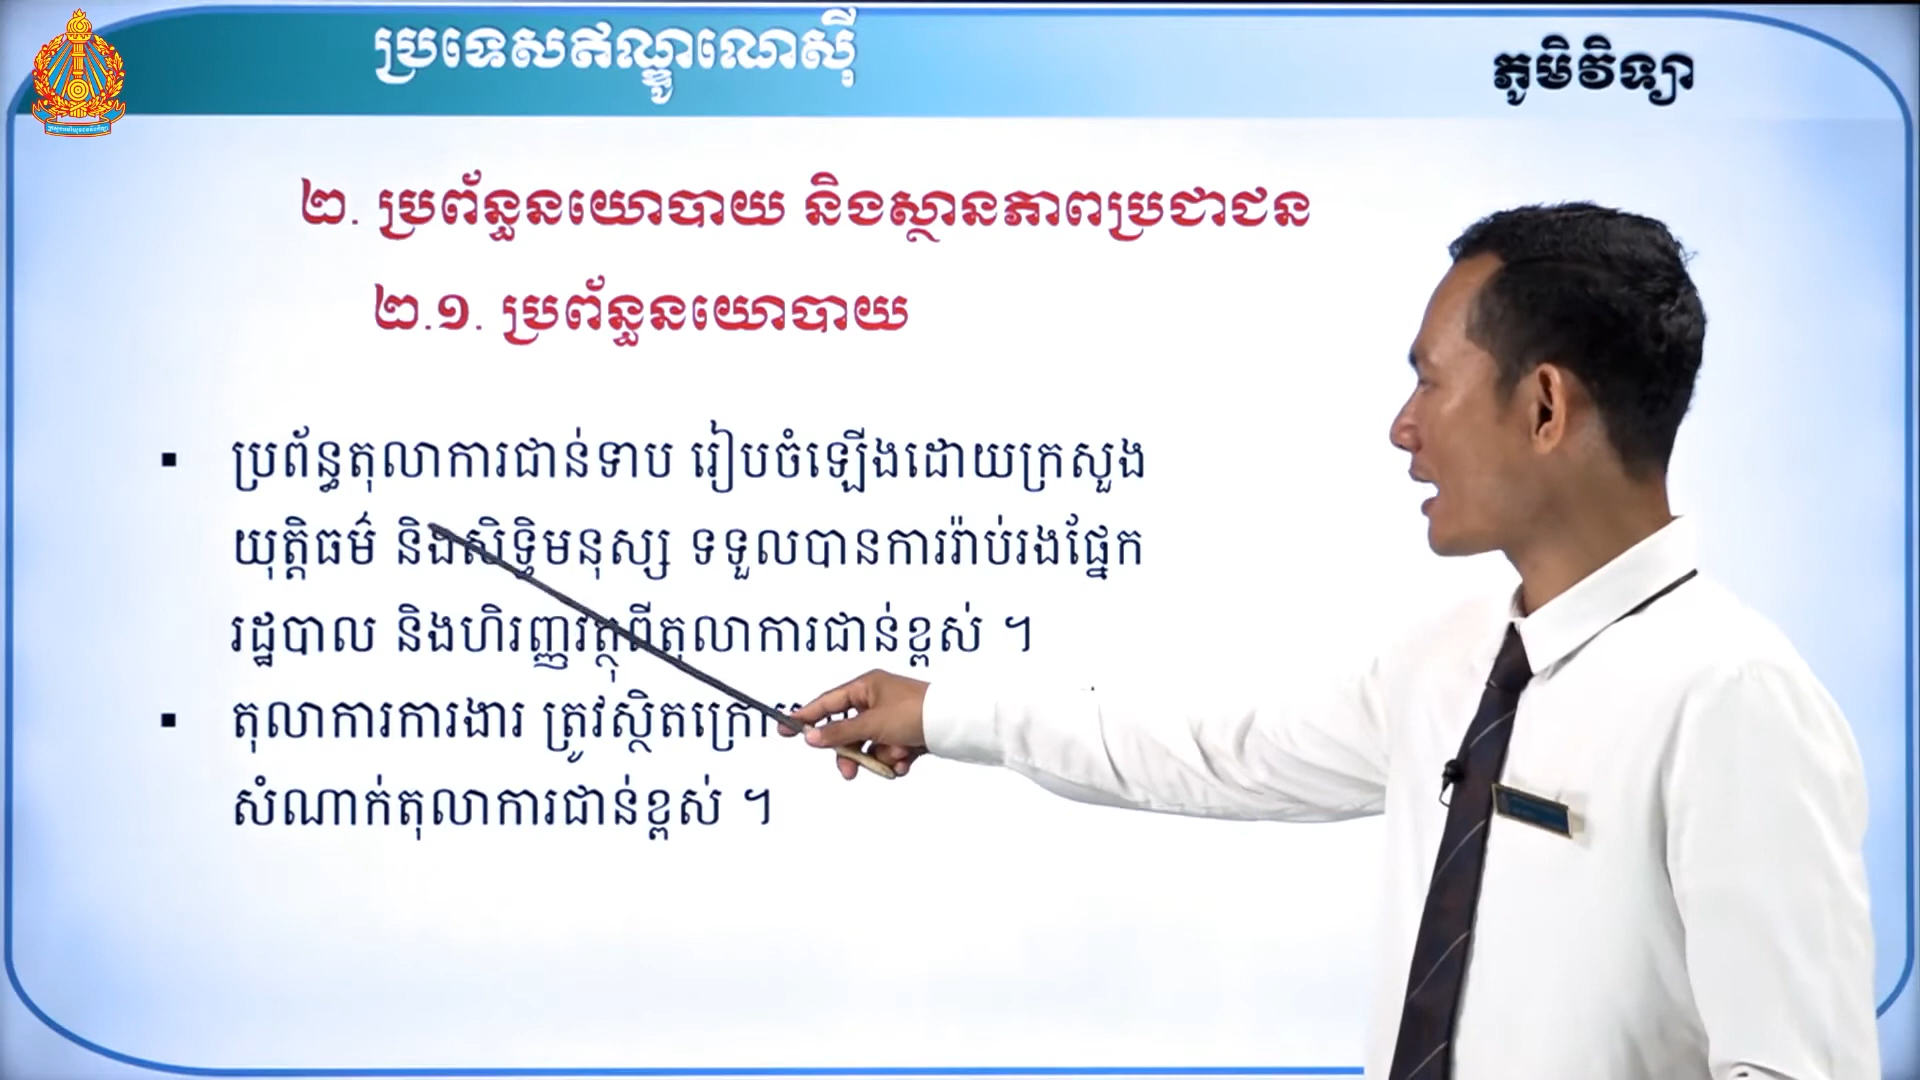 ប្រទេសឥណ្ឌូណេស៊ី
ភូមិវិទ្យា
២. ប្រព័ន្ធនយោបាយ និងស្ថានភាពប្រជាជន
២.១. ប្រព័ន្ធនយោបាយ
▪ ប្រព័ន្ធតុលាការជាន់ទាប រៀបចំឡើងដោយក្រសួង
យុត្តិធម៌ និងសិទ្ធិមនុស្ស ទទួលបានការរ៉ាប់រងផ្នែក
រដ្ឋបាល និងហិរញ្ញវត្ថុពីតុលាការជាន់ខ្ពស់ ។
▪ តុលាការការងារ ត្រូវស្ថិតក្រោម
សំណាក់តុលាការជាន់ខ្ពស់ ។